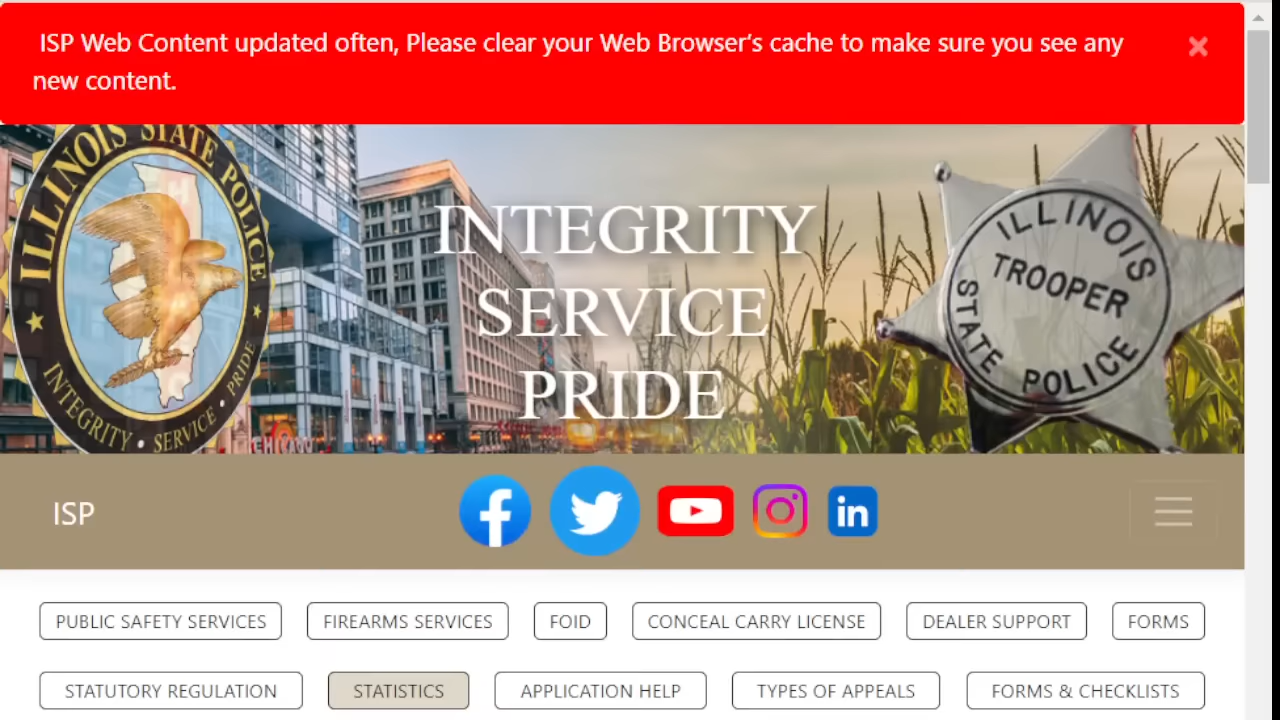 ISP Web Content updated often, Please clear your Web Browser's cache to make sure you see any
new content.
ILLINOIS STATE POLICE
INTEGRITY • SERVICE • PRIDE
INTEGRITY
SERVICE
PRIDE
ILLINOIS
TROOPER
STATE POLICE
ISP
in
PUBLIC SAFETY SERVICES
FIREARMS SERVICES
FOID
CONCEAL CARRY LICENSE
DEALER SUPPORT
FORMS
STATUTORY REGULATION
STATISTICS
APPLICATION HELP
TYPES OF APPEALS
FORMS & CHECKLISTS